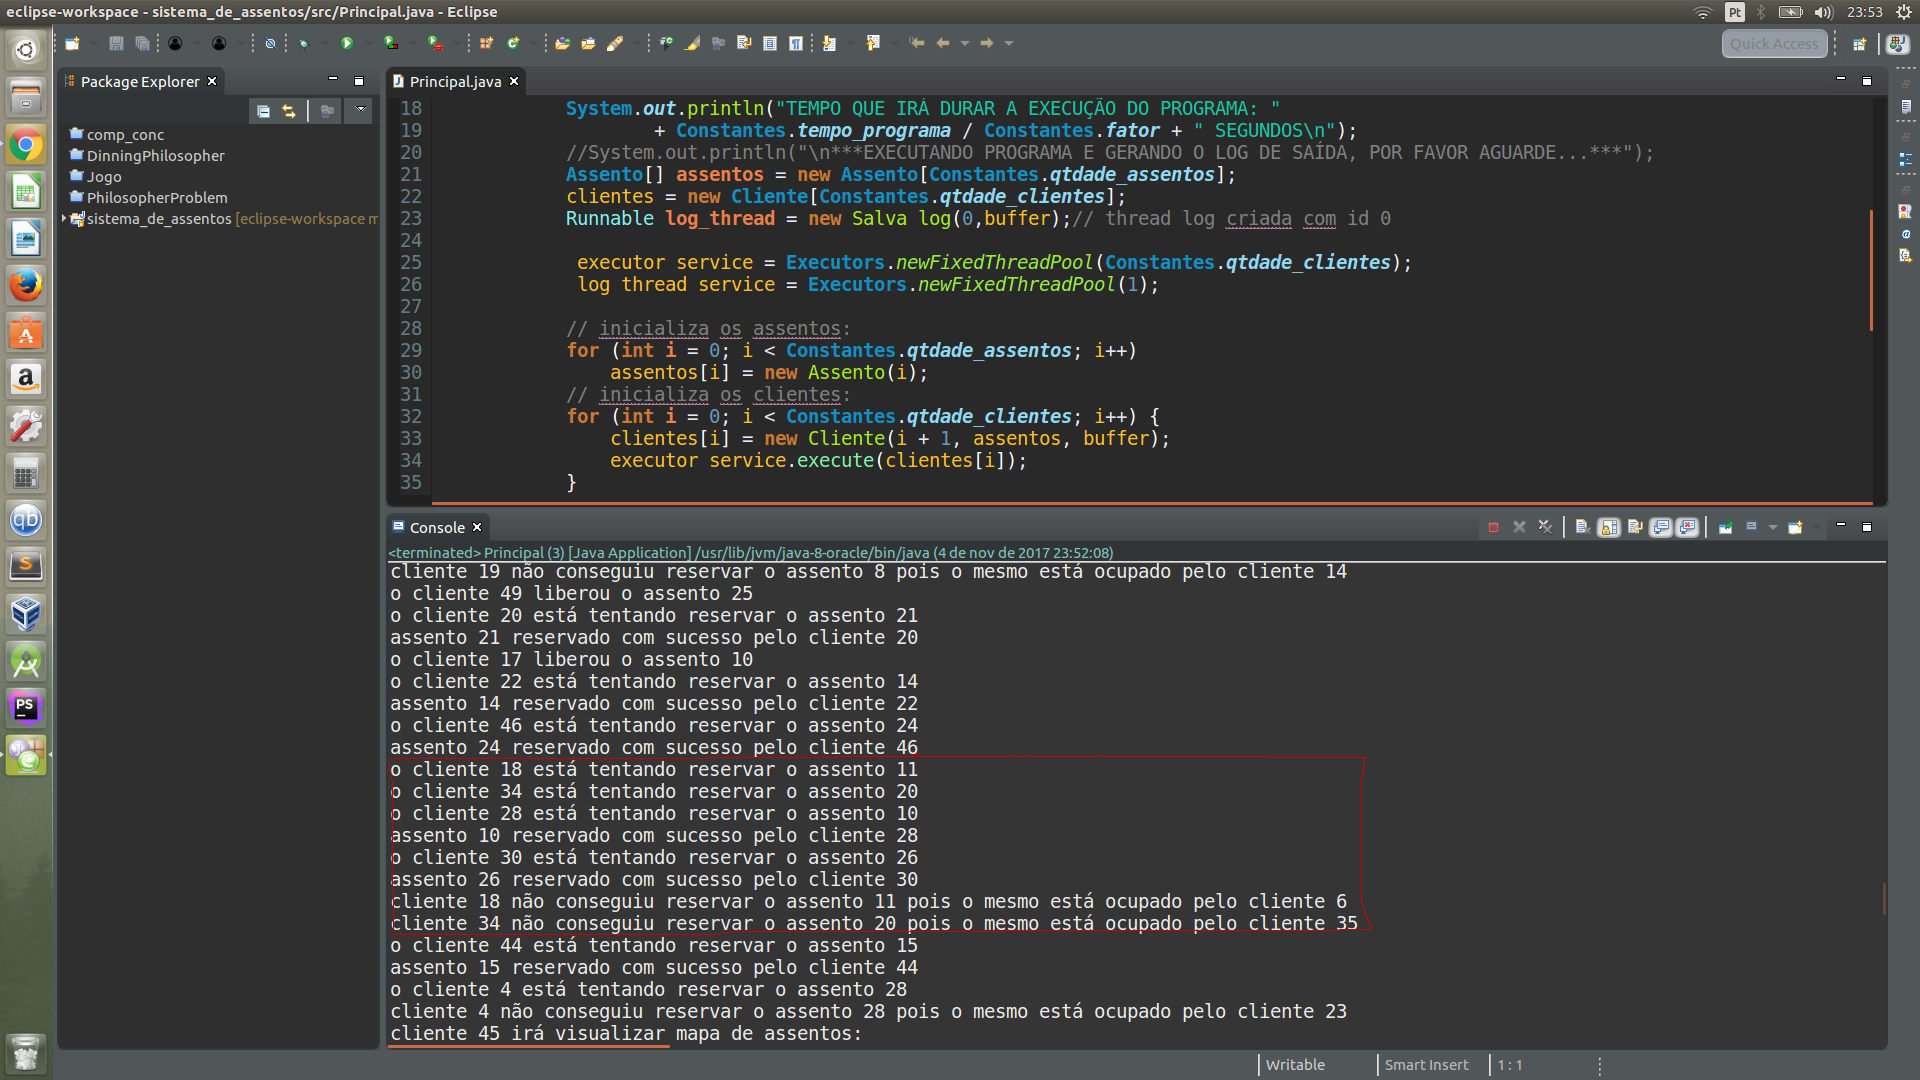 eclipse-workspace - sistema_de_assentos/src/Principal.java - Eclipse
Pt
23:53
Quick Access
Package Explorer
comp_conc
DinningPhilosopher
Jogo
PhilosopherProblem
sistema_de_assentos [eclipse-workspace m
Principal.java
18 System.out.println("TEMPO QUE IRÁ DURAR A EXECUÇÃO DO PROGRAMA: "
19 + Constantes.tempo_programa / Constantes.fator + " SEGUNDOS\n");
20 //System.out.println("\n***EXECUTANDO PROGRAMA E GERANDO O LOG DE SAÍDA, POR FAVOR AGUARDE...***");
21 Assento[] assentos = new Assento[Constantes.qtdade_assentos];
22 clientes = new Cliente[Constantes.qtdade_clientes];
23 Runnable log_thread = new Salva log(0,buffer);// thread log criada com id 0
24
25 executor service = Executors.newFixedThreadPool(Constantes.qtdade_clientes);
26 log thread service = Executors.newFixedThreadPool(1);
27
28 // inicializa os assentos:
29 for (int i = 0; i < Constantes.qtdade_assentos; i++)
30 assentos[i] = new Assento(i);
31 // inicializa os clientes:
32 for (int i = 0; i < Constantes.qtdade_clientes; i++) {
33 clientes[i] = new Cliente(i + 1, assentos, buffer);
34 executor service.execute(clientes[i]);
35 }
Console
<terminated> Principal (3) [Java Application] /usr/lib/jvm/java-8-oracle/bin/java (4 de nov de 2017 23:52:08)
cliente 19 não conseguiu reservar o assento 8 pois o mesmo está ocupado pelo cliente 14
o cliente 49 liberou o assento 25
o cliente 20 está tentando reservar o assento 21
assento 21 reservado com sucesso pelo cliente 20
o cliente 17 liberou o assento 10
o cliente 22 está tentando reservar o assento 14
assento 14 reservado com sucesso pelo cliente 22
o cliente 46 está tentando reservar o assento 24
assento 24 reservado com sucesso pelo cliente 46
o cliente 18 está tentando reservar o assento 11
o cliente 34 está tentando reservar o assento 20
o cliente 28 está tentando reservar o assento 10
assento 10 reservado com sucesso pelo cliente 28
o cliente 30 está tentando reservar o assento 26
assento 26 reservado com sucesso pelo cliente 30
cliente 18 não conseguiu reservar o assento 11 pois o mesmo está ocupado pelo cliente 6
cliente 34 não conseguiu reservar o assento 20 pois o mesmo está ocupado pelo cliente 35
o cliente 44 está tentando reservar o assento 15
assento 15 reservado com sucesso pelo cliente 44
o cliente 4 está tentando reservar o assento 28
cliente 4 não conseguiu reservar o assento 28 pois o mesmo está ocupado pelo cliente 23
cliente 45 irá visualizar mapa de assentos:
Writable
Smart Insert
1 : 1